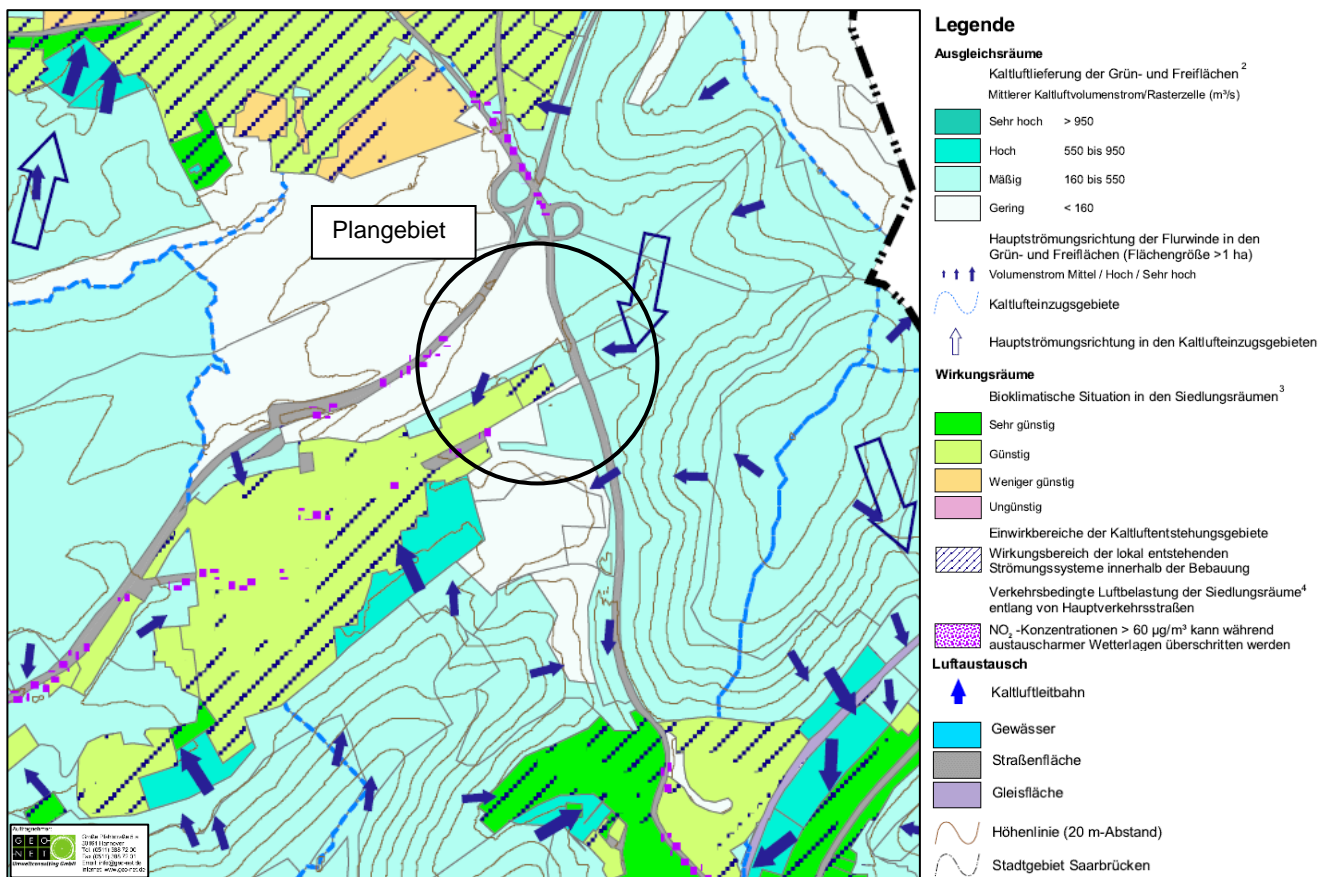 Plangebiet
Legende
Ausgleichsräume
Kaltluftlieferung der Grün- und Freiflächen 2
Mittlerer Kaltluftvolumenstrom/Rasterzelle (m³/s)
Sehr hoch > 950
Hoch 550 bis 950
Mäßig 160 bis 550
Gering < 160
Hauptströmungsrichtung der Flurwinde in den
Grün- und Freiflächen (Flächengröße >1 ha)
Volumenstrom Mittel / Hoch / Sehr hoch
Kaltlufteinzugsgebiete
Hauptströmungsrichtung in den Kaltlufteinzugsgebieten
Wirkungsräume
Bioklimatische Situation in den Siedlungsräumen 3
Sehr günstig
Günstig
Weniger günstig
Ungünstig
Einwirkbereiche der Kaltluftentstehungsgebiete
Wirkungsbereich der lokal entstehenden
Strömungssysteme innerhalb der Bebauung
Verkehrsbedingte Luftbelastung der Siedlungsräume 4
entlang von Hauptverkehrsstraßen
NO2 -Konzentrationen > 60 µg/m³ kann während
austauscharmer Wetterlagen überschritten werden
Luftaustausch
Kaltluftleitbahn
Gewässer
Straßenfläche
Gleisfläche
Höhenlinie (20 m-Abstand)
Stadtgebiet Saarbrücken
GEO
NET
Umweltconsulting GmbH
Hannover